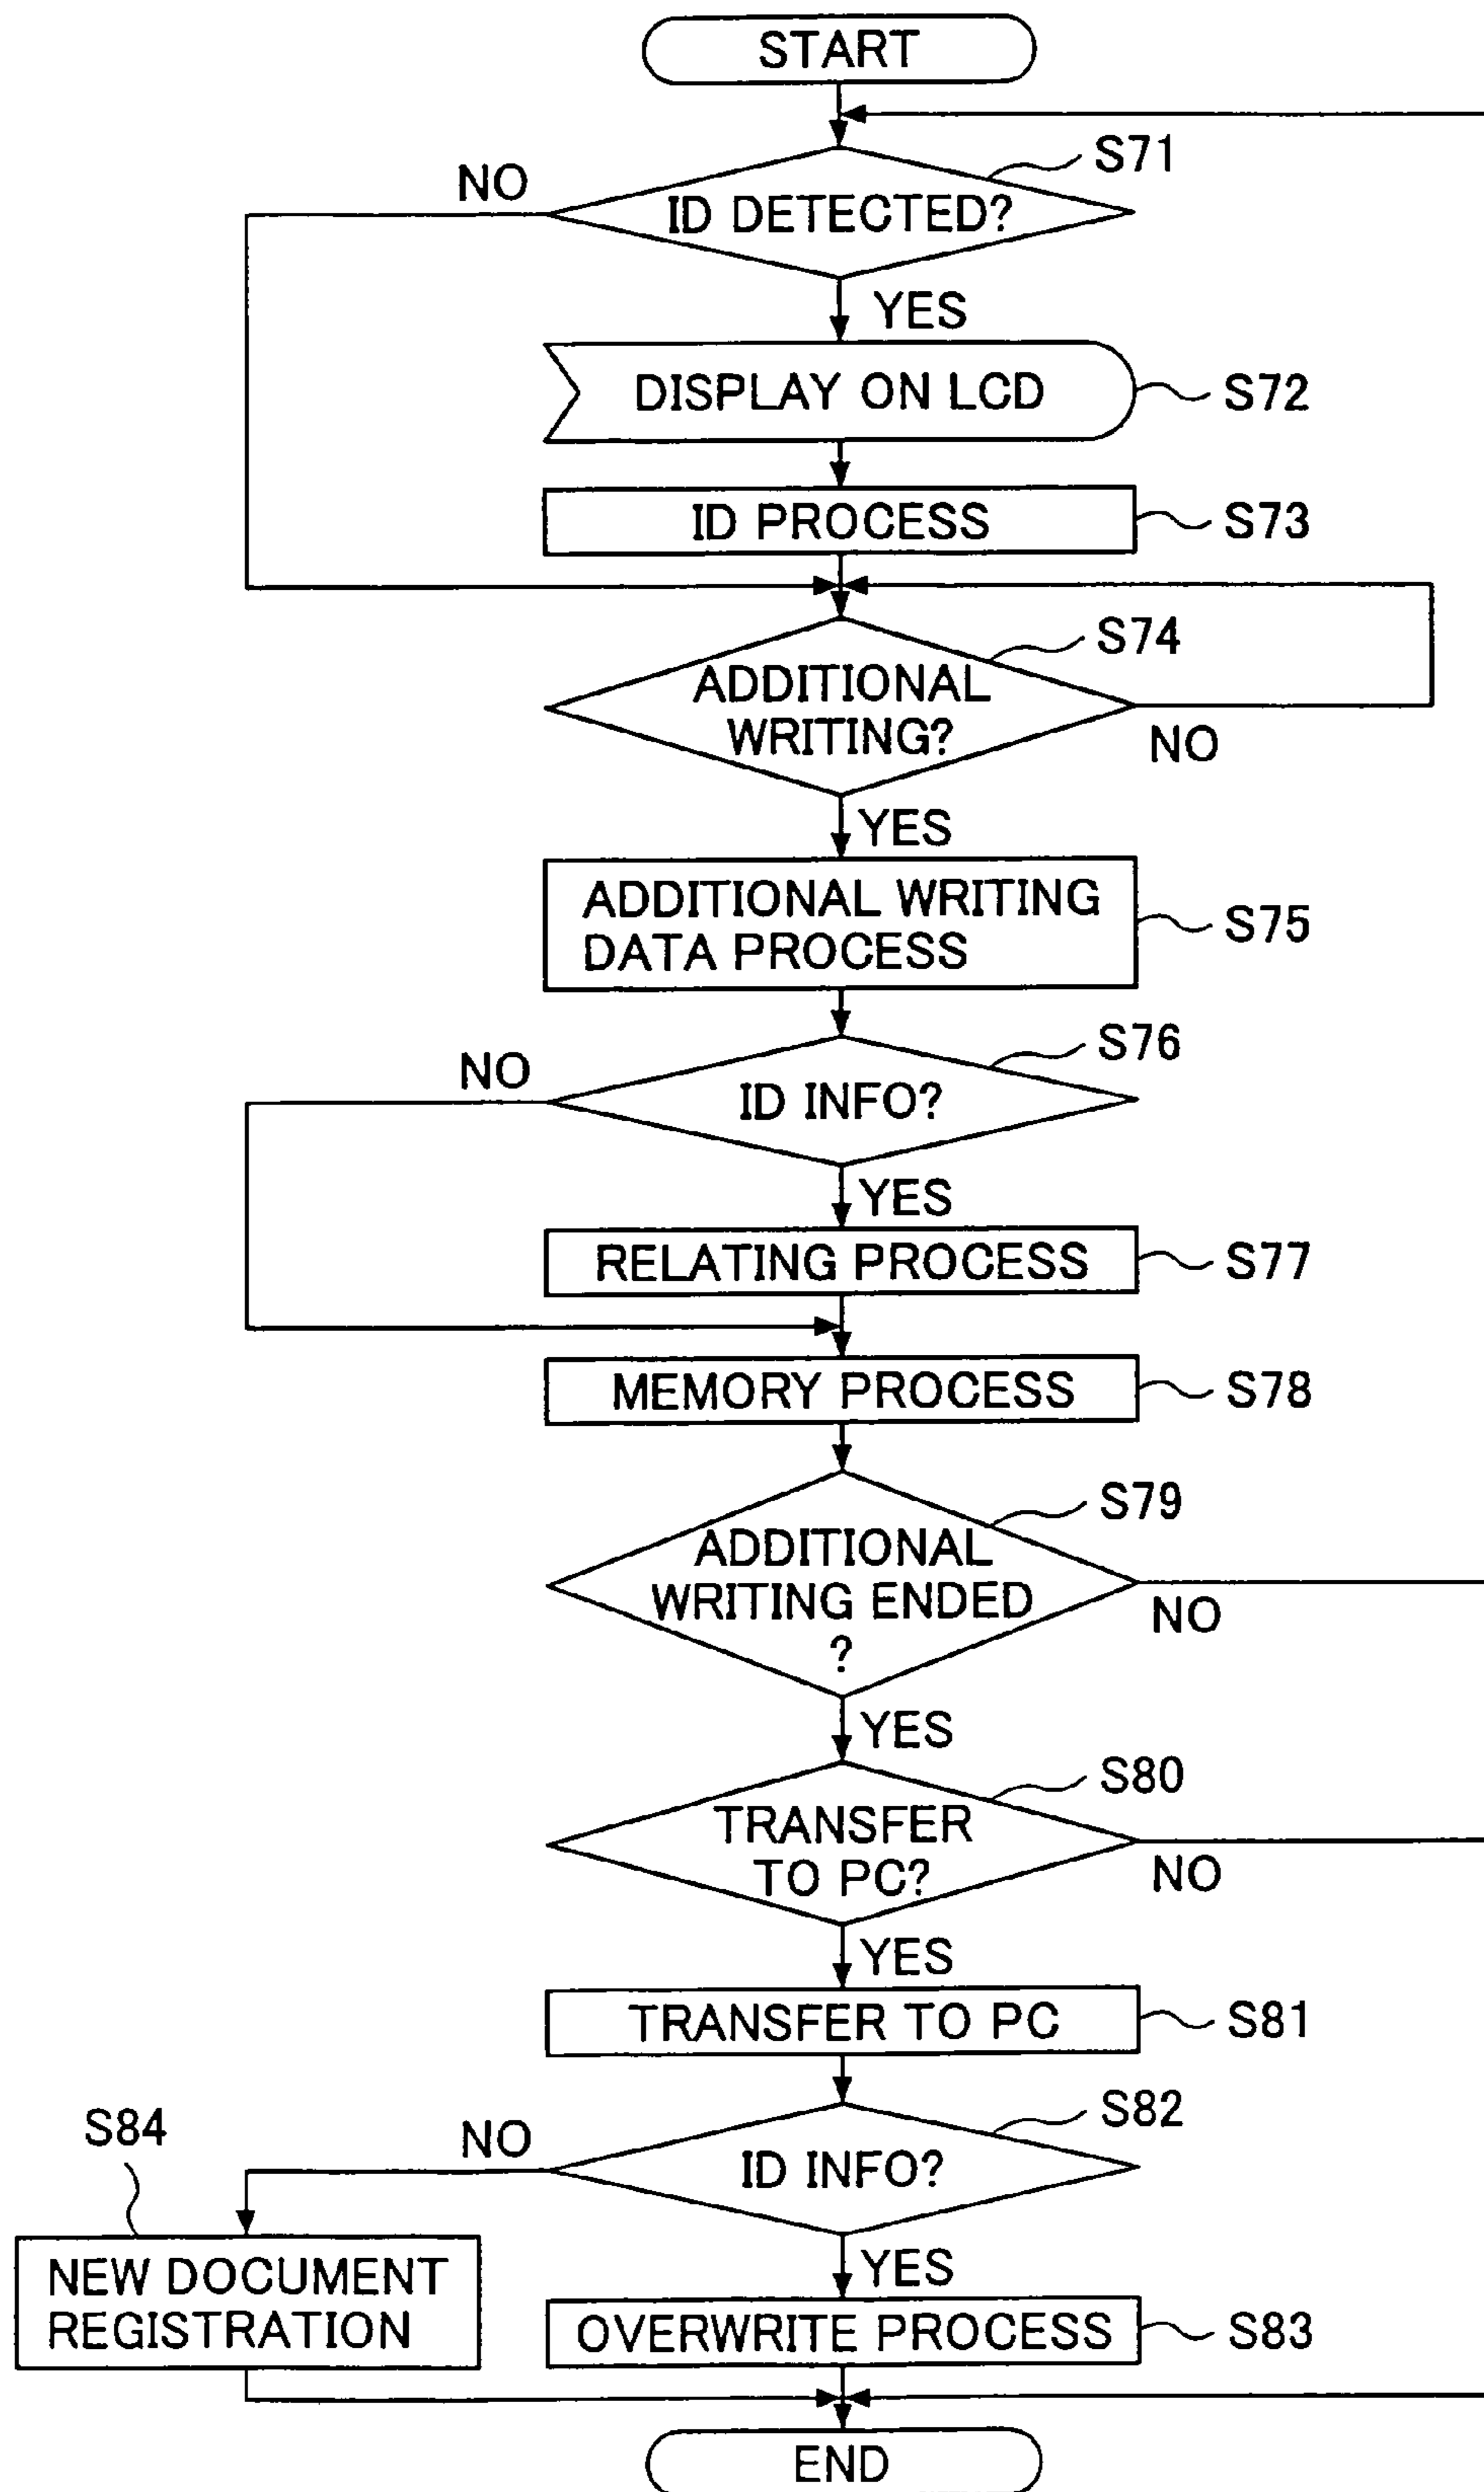 START
S71
NO
ID DETECTED?
YES
DISPLAY ON LCD
S72
ID PROCESS
S73
S74
ADDITIONAL
WRITING?
NO
YES
ADDITIONAL WRITING
DATA PROCESS
S75
S76
NO
ID INFO?
YES
RELATING PROCESS
S77
MEMORY PROCESS
S78
S79
ADDITIONAL
WRITING ENDED
?
NO
YES
S80
TRANSFER
TO PC?
NO
YES
TRANSFER TO PC
S81
S82
S84
NO
ID INFO?
YES
NEW DOCUMENT
REGISTRATION
OVERWRITE PROCESS
S83
END